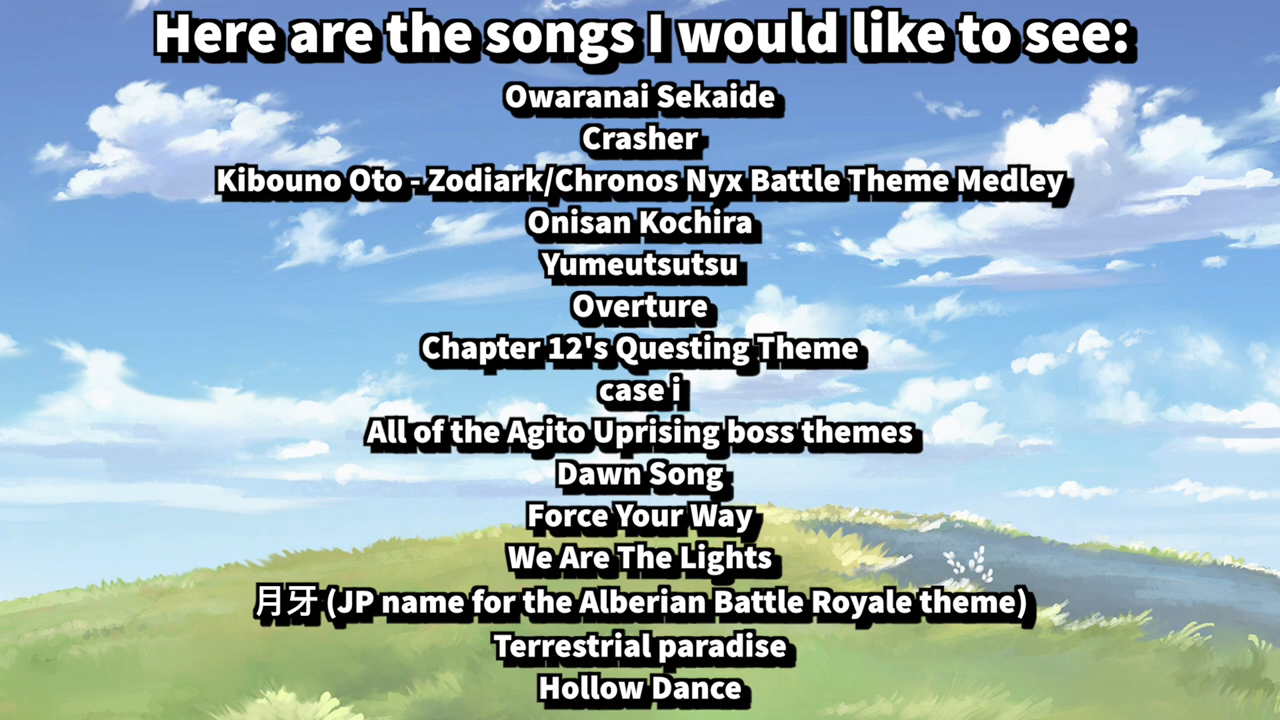 Here are the songs I would like to see:
Owaranai Sekaide
Crasher
Kibouno Oto - Zodiark/Chronos Nyx Battle Theme Medley
Onisan Kochira
Yumeutsutsu
Overture
Chapter 12's Questing Theme
case i
All of the Agito Uprising boss themes
Dawn Song
Force Your Way
We Are The Lights
月牙 (JP name for the Alberian Battle Royale theme)
Terrestrial paradise
Hollow Dance